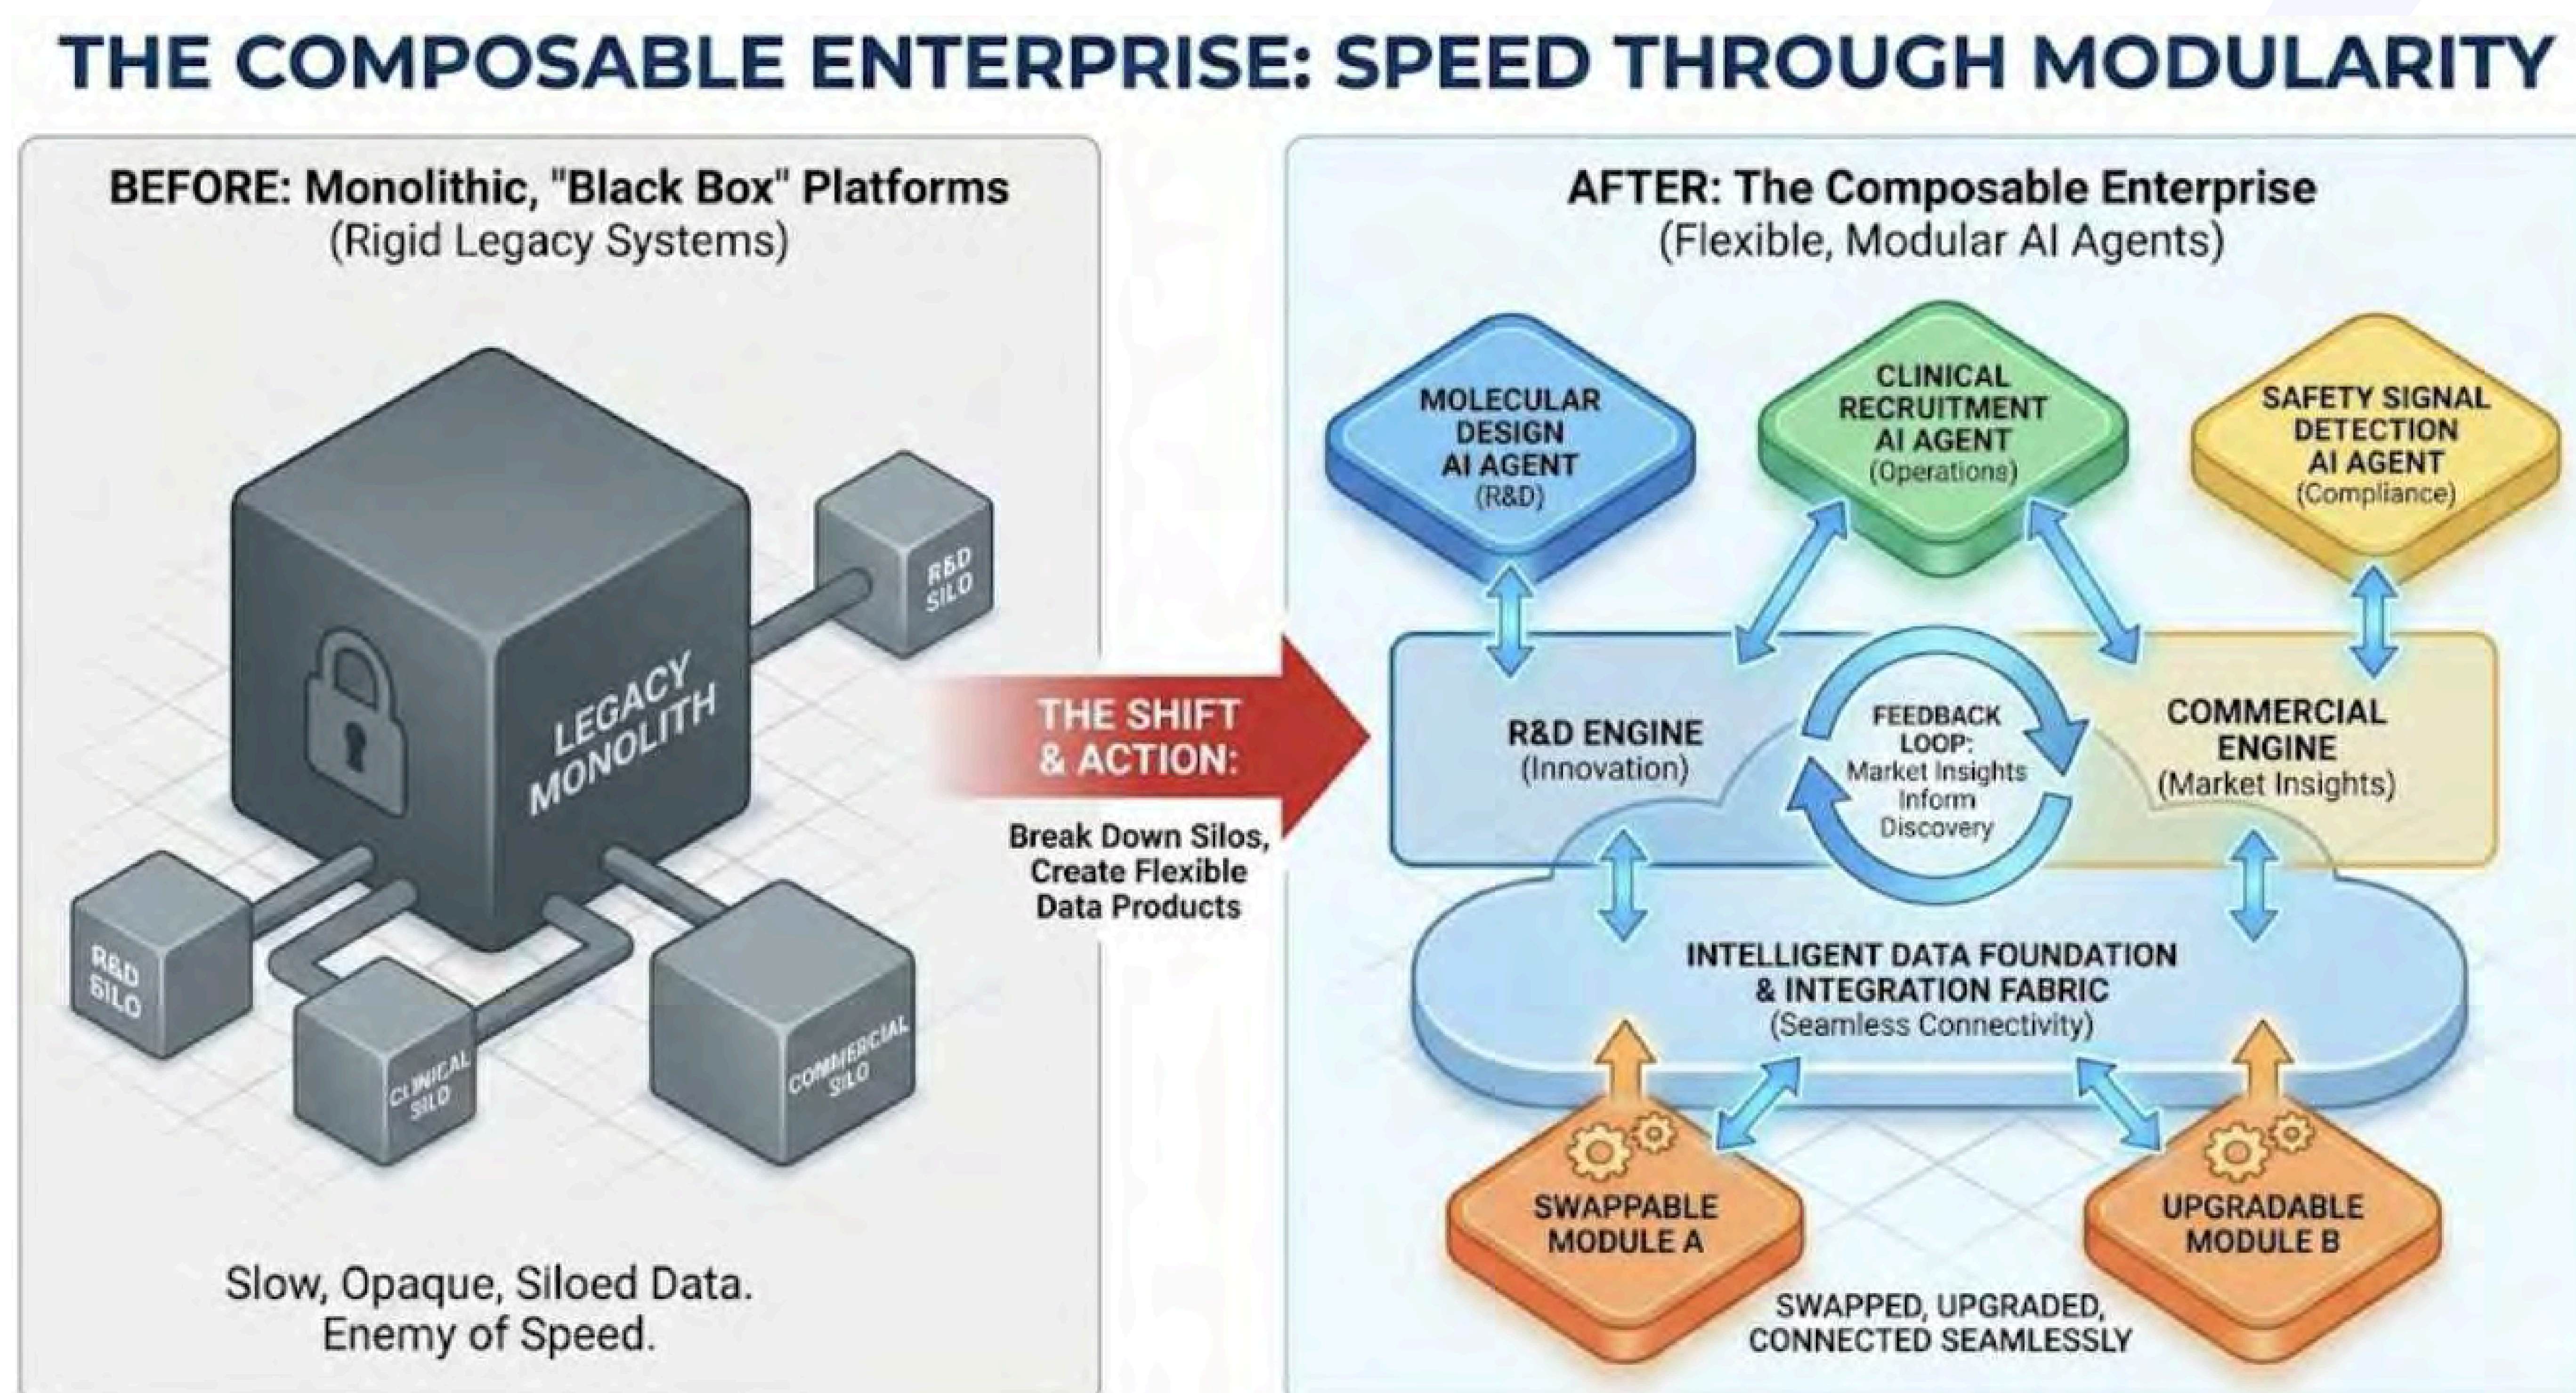 THE COMPOSABLE ENTERPRISE: SPEED THROUGH MODULARITY
BEFORE: Monolithic, "Black Box" Platforms
(Rigid Legacy Systems)
LEGACY
MONOLITH
R&D
SILO
R&D
SILO
CLINICAL
SILO
COMMERCIAL
SILO
Slow, Opaque, Siloed Data.
Enemy of Speed.
THE SHIFT
& ACTION:
Break Down Silos,
Create Flexible
Data Products
AFTER: The Composable Enterprise
(Flexible, Modular AI Agents)
MOLECULAR
DESIGN
AI AGENT
(R&D)
CLINICAL
RECRUITMENT
AI AGENT
(Operations)
SAFETY SIGNAL
DETECTION
AI AGENT
(Compliance)
R&D ENGINE
(Innovation)
FEEDBACK
LOOP:
Market Insights
Inform
Discovery
COMMERCIAL
ENGINE
(Market Insights)
INTELLIGENT DATA FOUNDATION
& INTEGRATION FABRIC
(Seamless Connectivity)
SWAPPABLE
MODULE A
UPGRADABLE
MODULE B
SWAPPED, UPGRADED,
CONNECTED SEAMLESSLY